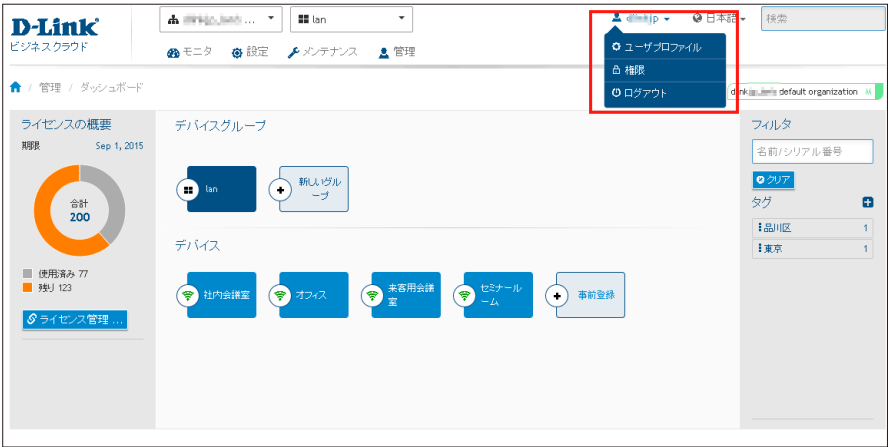 D-Link
ビジネスクラウド
lan
日本語
検索
モニタ 設定 メンテナンス 管理
ユーザプロファイル
権限
ログアウト
/ 管理 / ダッシュボード
default organization
ライセンスの概要
期限 Sep 1, 2015
合計
200
使用済み 77
残り 123
ライセンス管理 ...
デバイスグループ
lan
新しいグル
ープ
デバイス
社内会議室
オフィス
来客用会議
室
セミナール
ーム
事前登録
フィルタ
名前/シリアル番号
クリア
タグ
品川区 1
東京 1